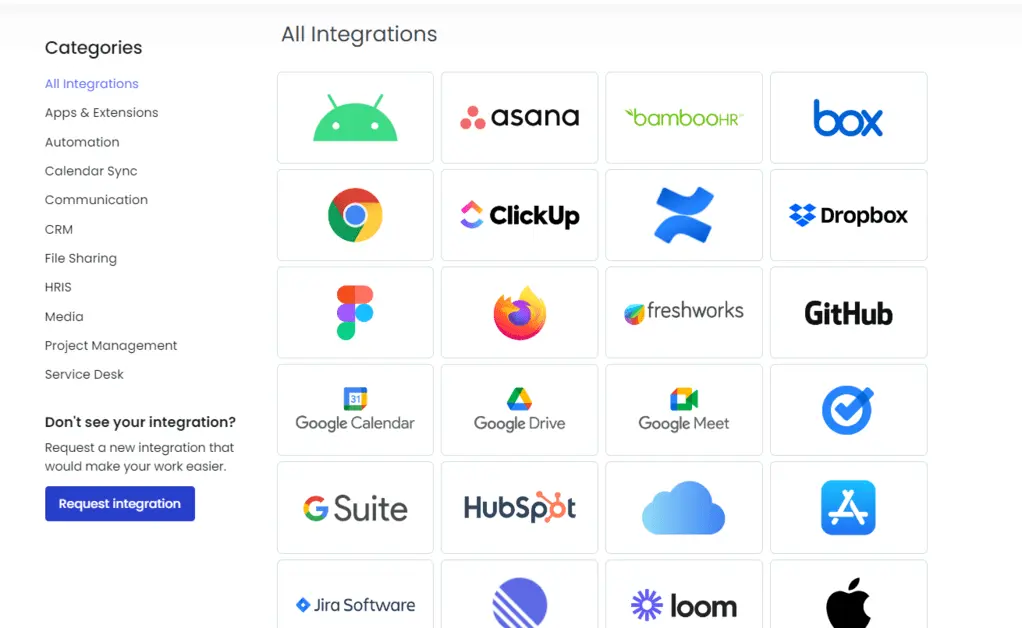 Categories
All Integrations
Apps & Extensions
Automation
Calendar Sync
Communication
CRM
File Sharing
HRIS
Media
Project Management
Service Desk
Don't see your integration?
Request a new integration that
would make your work easier.
Request integration
All Integrations
asana
bambooHR
box
ClickUp
Dropbox
freshworks
GitHub
31
Google Calendar
Google Drive
Google Meet
G Suite
HubSpot
Jira Software
loom